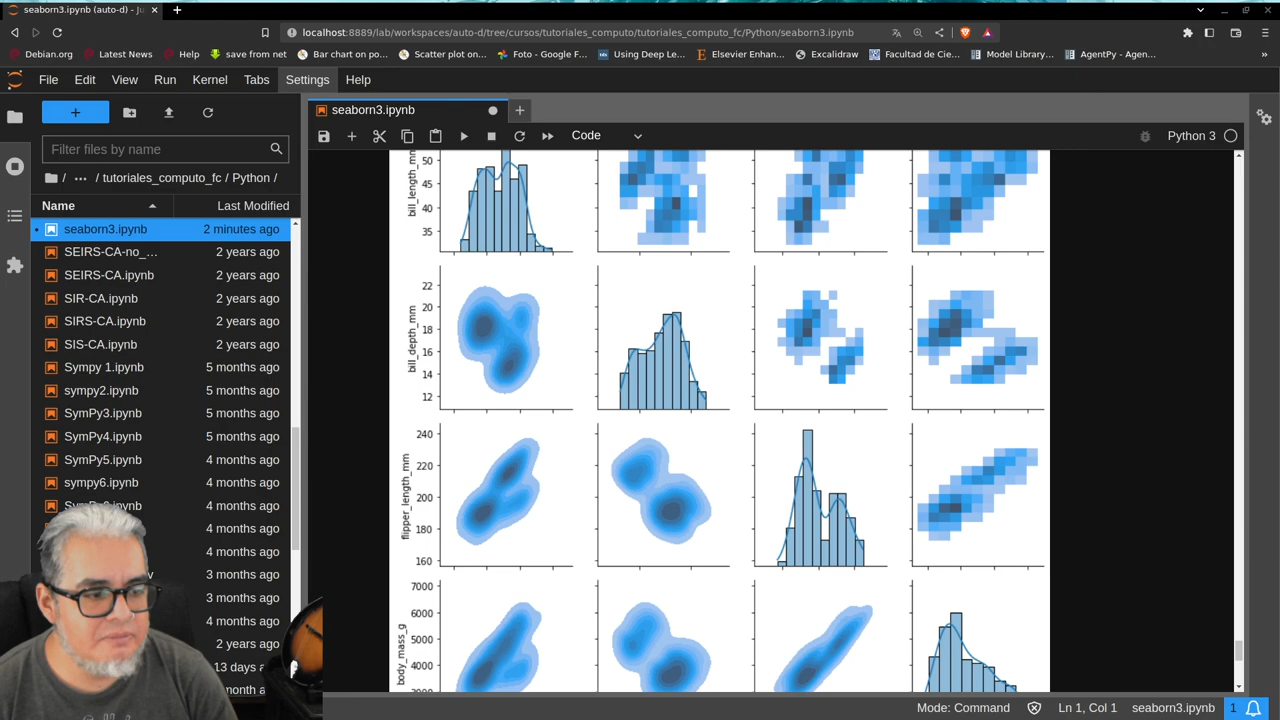 seaborn3.ipynb (auto-d) - Ju
localhost:8889/lab/workspaces/auto-d/tree/cursos/tutoriales_computo/tutoriales_computo_fc/Python/seaborn3.ipynb
Debian.org Latest News Help save from net Bar chart on po... Scatter plot on... Foto - Google F... Using Deep Le... Elsevier Enhan... Excalidraw Facultad de Cie... Model Library... AgentPy - Agen...
File Edit View Run Kernel Tabs Settings Help
seaborn3.ipynb
Filter files by name
Code
Python 3
/ ... / tutoriales_computo_fc / Python /
Name Last Modified
seaborn3.ipynb 2 minutes ago
SEIRS-CA-no_... 2 years ago
SEIRS-CA.ipynb 2 years ago
SIR-CA.ipynb 2 years ago
SIRS-CA.ipynb 2 years ago
SIS-CA.ipynb 2 years ago
Sympy 1.ipynb 5 months ago
sympy2.ipynb 5 months ago
SymPy3.ipynb 5 months ago
SymPy4.ipynb 5 months ago
SymPy5.ipynb 4 months ago
sympy6.ipynb 4 months ago
4 months ago
4 months ago
4 months ago
3 months ago
3 months ago
4 months ago
2 years ago
13 days
50
45
40
35
bill_length_mm
22
20
18
16
14
12
bill_depth_mm
240
220
200
180
160
flipper_length_mm
7000
6000
5000
4000
3000
body_mass_g
Mode: Command Ln 1, Col 1 seaborn3.ipynb 1